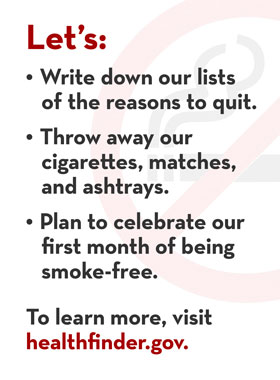 Let's:
• Write down our lists
of the reasons to quit.
• Throw away our
cigarettes, matches,
and ashtrays.
• Plan to celebrate our
first month of being
smoke-free.
To learn more, visit
healthfinder.gov.